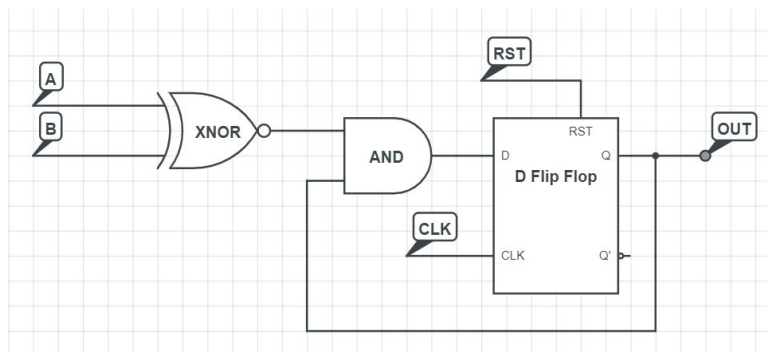 RST
A
B
XNOR
AND
RST
D
Q
D Flip Flop
OUT
CLK
CLK
Q'